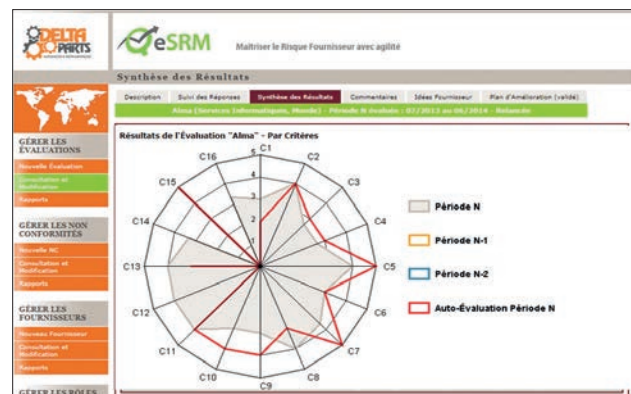 DELTA
PARTS
QeSRM
Maîtriser le Risque Fournisseur avec agilité
Synthèse des Résultats
Description
Suivi des Réponses
Synthèse des Résultats
Commentaires
Idées Fournisseur
Plan d'Amélioration (validé)
Alma (Services Informatiques, Monde) - Période N évaluée : 07/2013 au 06/2014 - Relancée
GÉRER LES
ÉVALUATIONS
Nouvelle Évaluation
Consultation et
Modification
Rapports
GÉRER LES NON
CONFORMITÉS
Nouvelle NC
Consultation et
Modification
Rapports
GÉRER LES
FOURNISSEURS
Nouveau Fournisseur
Consultation et
Modification
Rapports
GÉRER LES RÔLES
Résultats de l'Évaluation "Alma" - Par Critères
C1
C2
C3
C4
C5
C6
C7
C8
C9
C10
C11
C12
C13
C14
C15
C16
5
4
3
2
1
Période N
Période N-1
Période N-2
Auto-Évaluation Période N